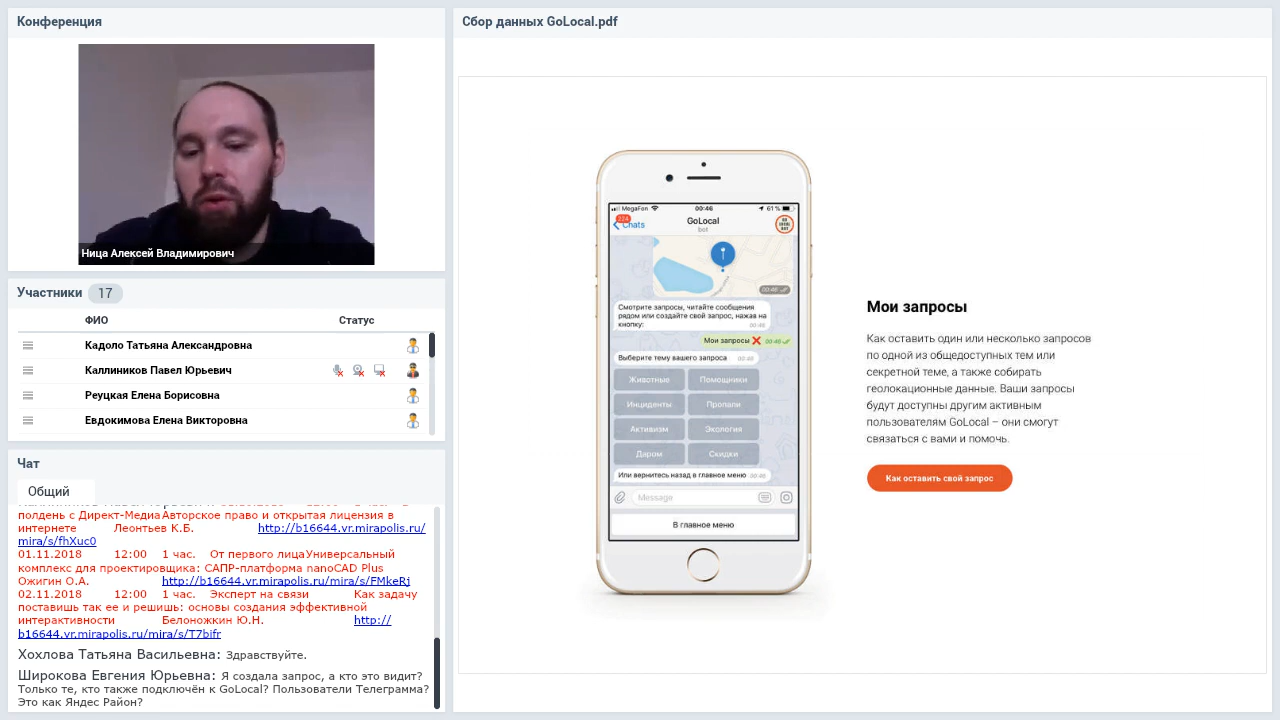 Конференция
Ница Алексей Владимирович
Участники 17
ФИО Статус
Кадоло Татьяна Александровна
Каллиников Павел Юрьевич
Реуцкая Елена Борисовна
Евдокимова Елена Викторовна
Чат
Общий
полдень с Директ-Медиа Авторское право и открытая лицензия в
интернете Леонтьев К.Б. http://b16644.vr.mirapolis.ru/
mira/s/fhXuc0
01.11.2018 12:00 1 час. От первого лица Универсальный
комплекс для проектировщика: САПР-платформа nanoCAD Plus
Ожигин О.А. http://b16644.vr.mirapolis.ru/mira/s/FMkeRj
02.11.2018 12:00 1 час. Эксперт на связи Как задачу
поставишь так ее и решишь: основы создания эффективной
интерактивности Белоножкин Ю.Н. http://
b16644.vr.mirapolis.ru/mira/s/T7bifr
Хохлова Татьяна Васильевна: Здравствуйте.
Широкова Евгения Юрьевна: Я создала запрос, а кто это видит?
Только те, кто также подключён к GoLocal? Пользователи Телеграмма?
Это как Яндес Район?
Сбор данных GoLocal.pdf
MegaFon 00:46 61 %
224
Chats GoLocal
bot
00:46
Смотрите запросы, читайте сообщения
рядом или создайте свой запрос, нажав на
кнопку: 00:46
Мои запросы 00:46
Выберите тему вашего запроса 00:46
Животные Помощники
Инциденты Пропали
Активизм Экология
Даром Скидки
Или вернитесь назад в главное меню 00:46
Message
В главное меню
Мои запросы
Как оставить один или несколько запросов
по одной из общедоступных тем или
секретной теме, а также собирать
геолокационные данные. Ваши запросы
будут доступны другим активным
пользователям GoLocal – они смогут
связаться с вами и помочь.
Как оставить свой запрос